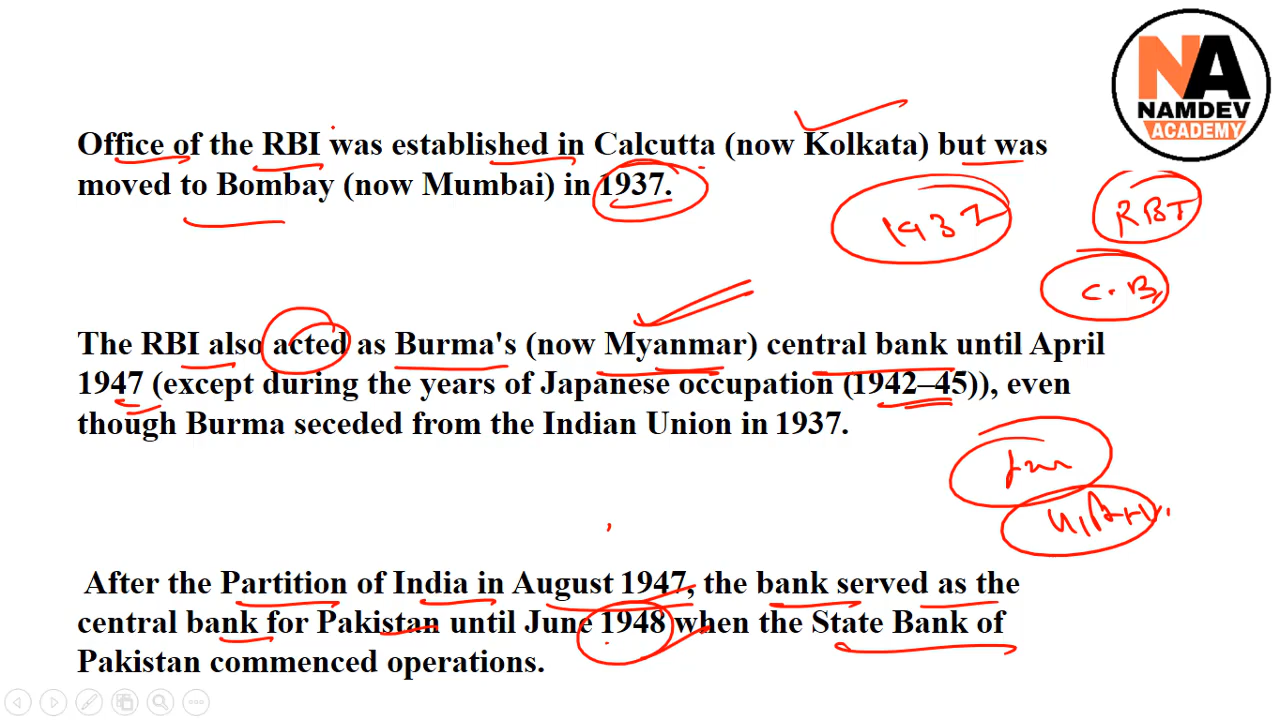 NA
NAMDEV
ACADEMY
Office of the RBI was established in Calcutta (now Kolkata) but was
moved to Bombay (now Mumbai) in 1937.
1937
RBI
C.B.
The RBI also acted as Burma's (now Myanmar) central bank until April
1947 (except during the years of Japanese occupation (1942–45)), even
though Burma seceded from the Indian Union in 1937.
After the Partition of India in August 1947, the bank served as the
central bank for Pakistan until June 1948 when the State Bank of
Pakistan commenced operations.